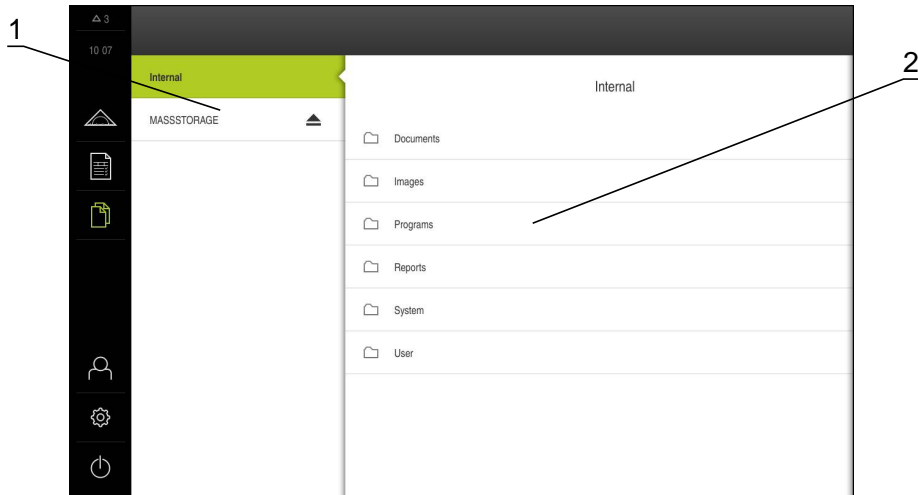 1
3
10 07
2
Internal
Internal
MASSSTORAGE
Documents
Images
Programs
Reports
System
User